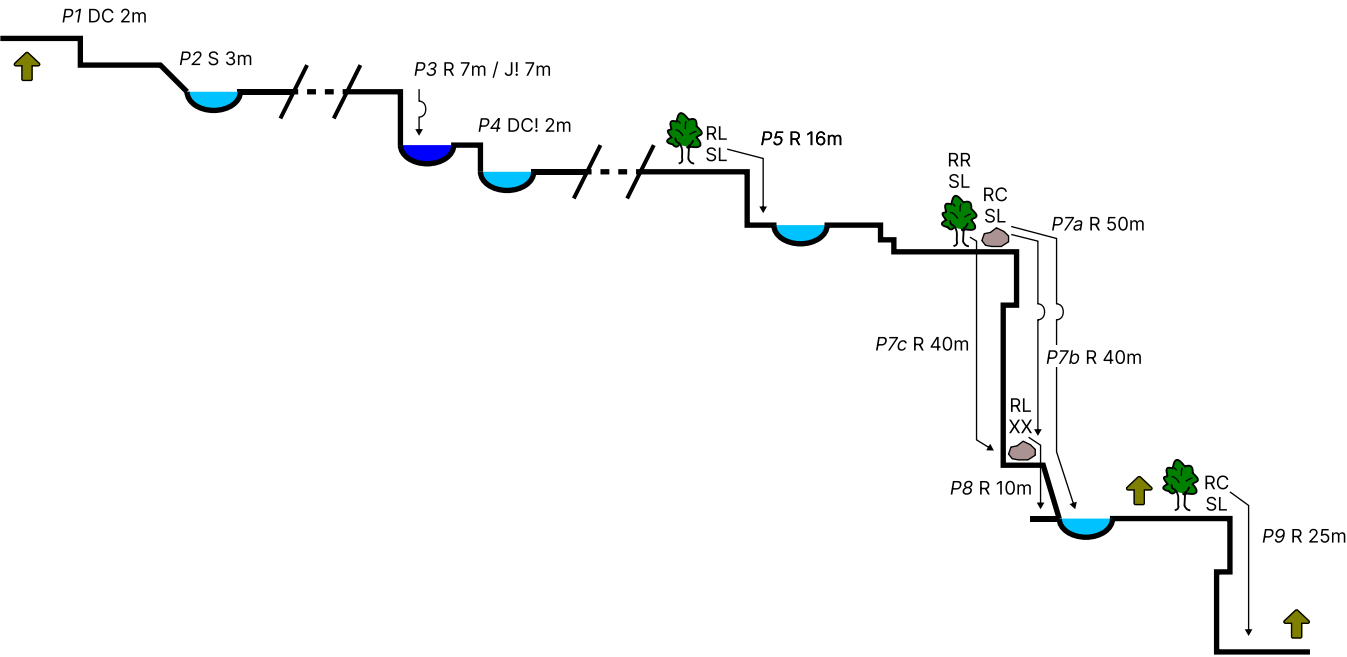 P1 DC 2m
P2 S 3m
P3 R 7m / J! 7m
P4 DC! 2m
RL
SL
P5 R 16m
RR
SL
RC
SL
P7a R 50m
P7c R 40m
P7b R 40m
RL
XX
P8 R 10m
RC
SL
P9 R 25m